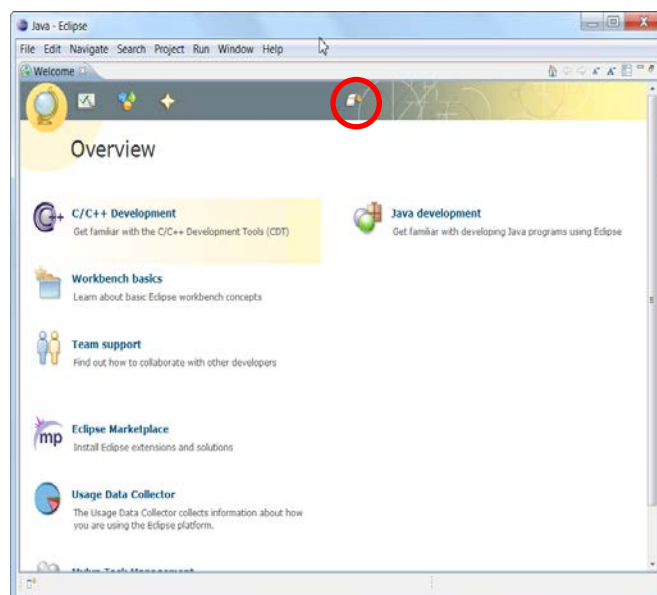 Java - Eclipse
File Edit Navigate Search Project Run Window Help
Welcome
Overview
C/C++ Development
Get familiar with the C/C++ Development Tools (CDT)
Java development
Get familiar with developing Java programs using Eclipse
Workbench basics
Learn about basic Eclipse workbench concepts
Team support
Find out how to collaborate with other developers
mp
Eclipse Marketplace
Install Eclipse extensions and solutions
Usage Data Collector
The Usage Data Collector collects information about how
you are using the Eclipse platform.
Mylyn Task Management